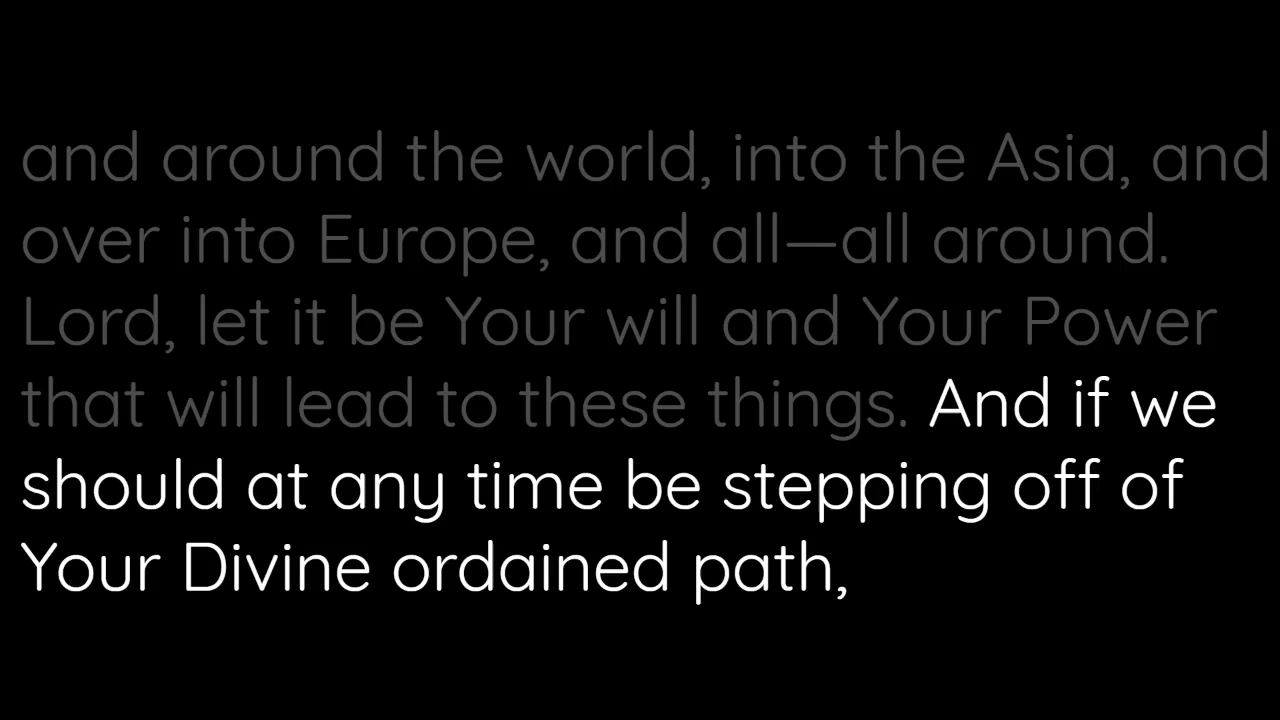 and around the world, into the Asia, and
over into Europe, and all—all around.
Lord, let it be Your will and Your Power
that will lead to these things. And if we
should at any time be stepping off of
Your Divine ordained path,